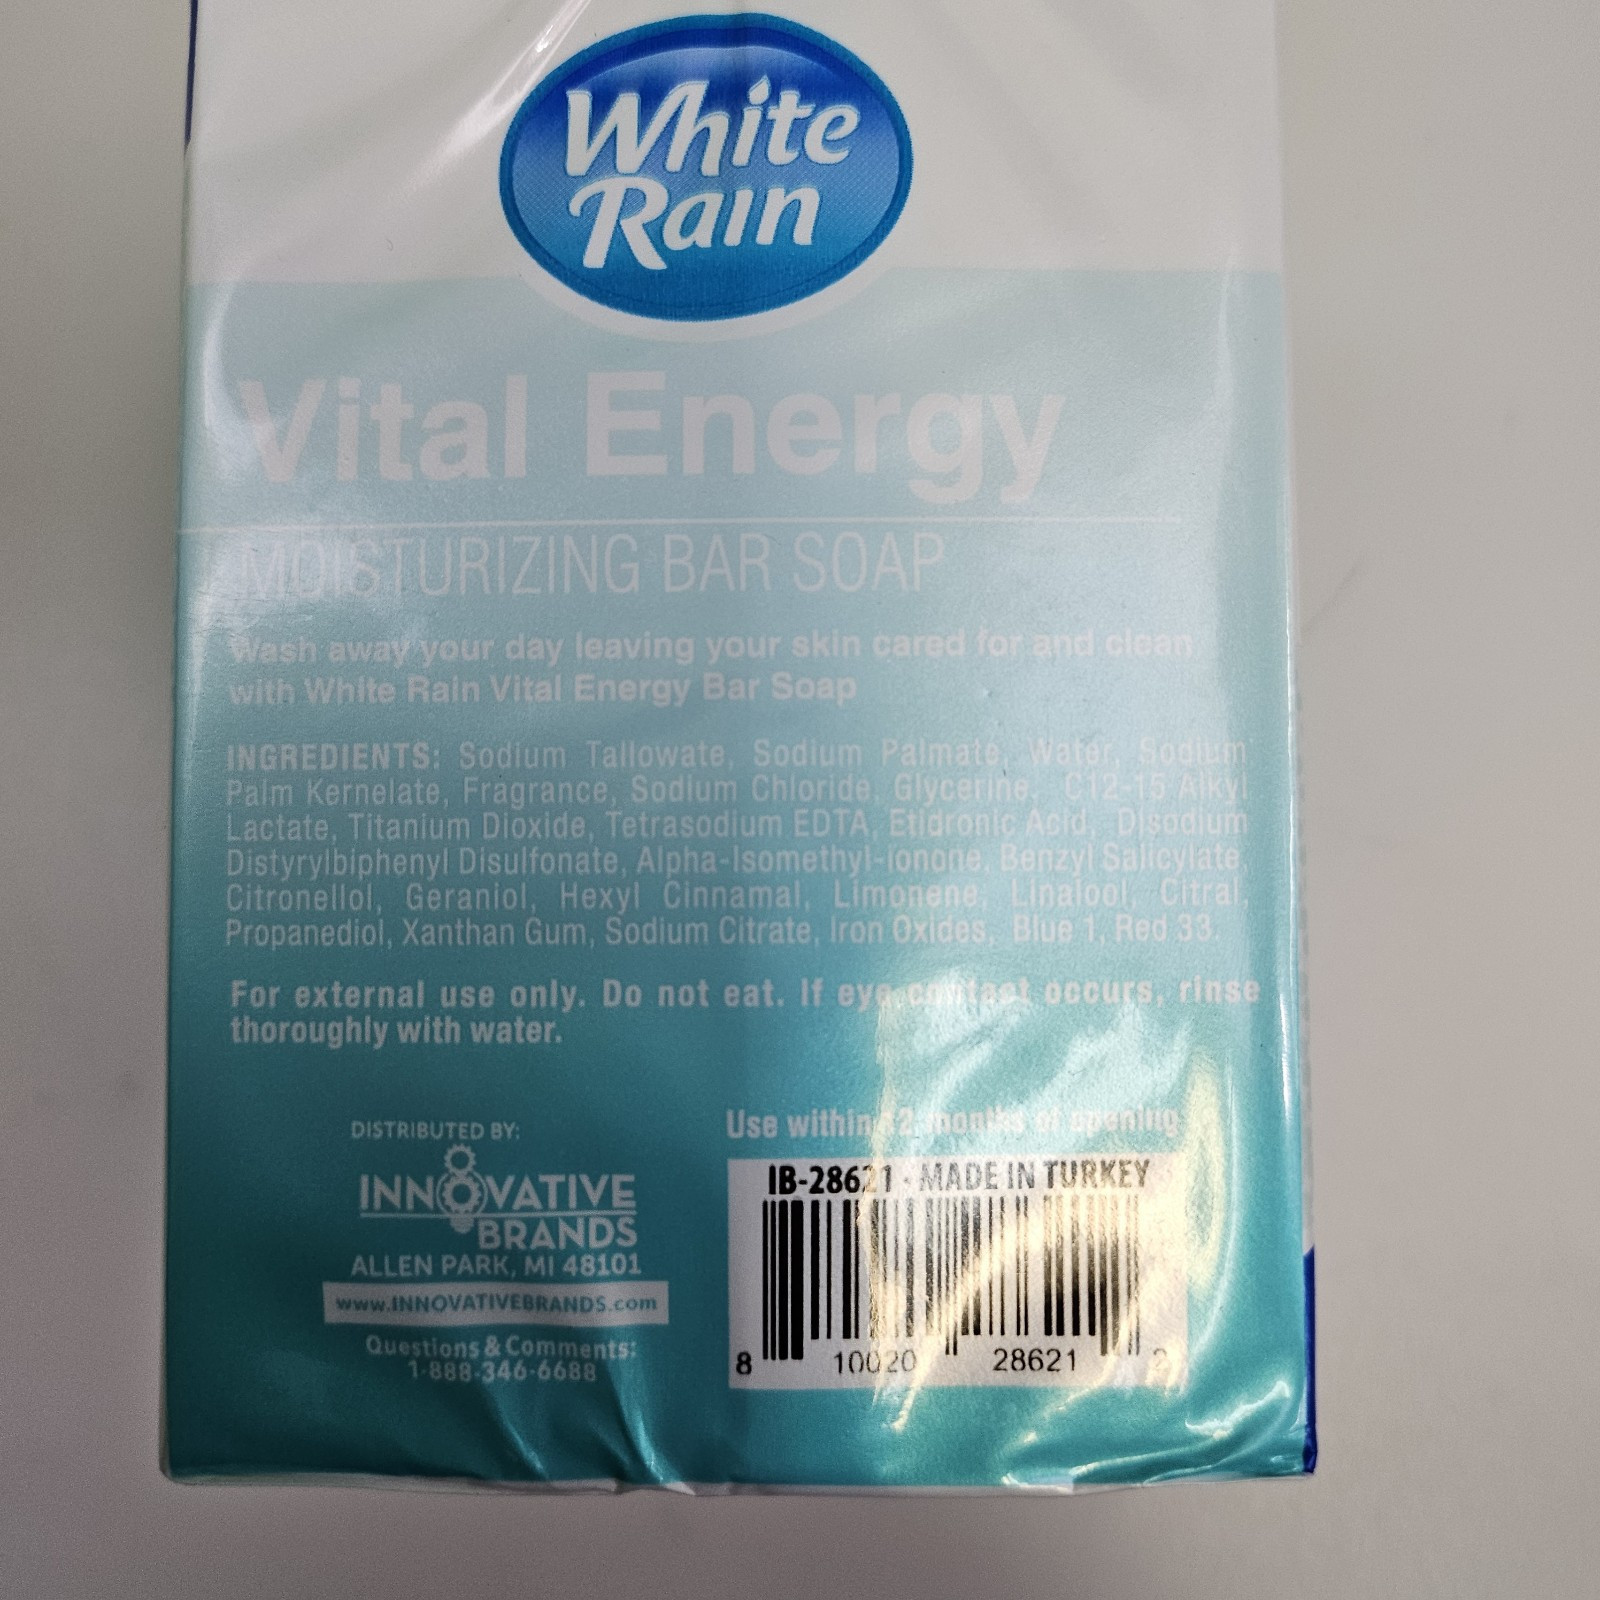 White
Rain
Vital Energy
MOISTURIZING BAR SOAP
Wash away your day leaving your skin cared for and clean
with White Rain Vital Energy Bar Soap
INGREDIENTS: Sodium Tallowate, Sodium Palmate, Water, Sodium
Palm Kernelate, Fragrance, Sodium Chloride, Glycerine, C12-15 Alkyl
Lactate, Titanium Dioxide, Tetrasodium EDTA, Etidronic Acid, Disodium
Distyrylbiphenyl Disulfonate, Alpha-Isomethyl-ionone, Benzyl Salicylate,
Citronellol, Geraniol, Hexyl Cinnamal, Limonene, Linalool, Citral,
Propanediol, Xanthan Gum, Sodium Citrate, Iron Oxides, Blue 1, Red 33.
For external use only. Do not eat. If eye contact occurs, rinse
thoroughly with water.
DISTRIBUTED BY:
INNOVATIVE
BRANDS
ALLEN PARK, MI 48101
www.INNOVATIVEBRANDS.com
Questions & Comments:
1-888-346-6688
Use within months of opening
IB-28621 - MADE IN TURKEY
8 10020 28621 2